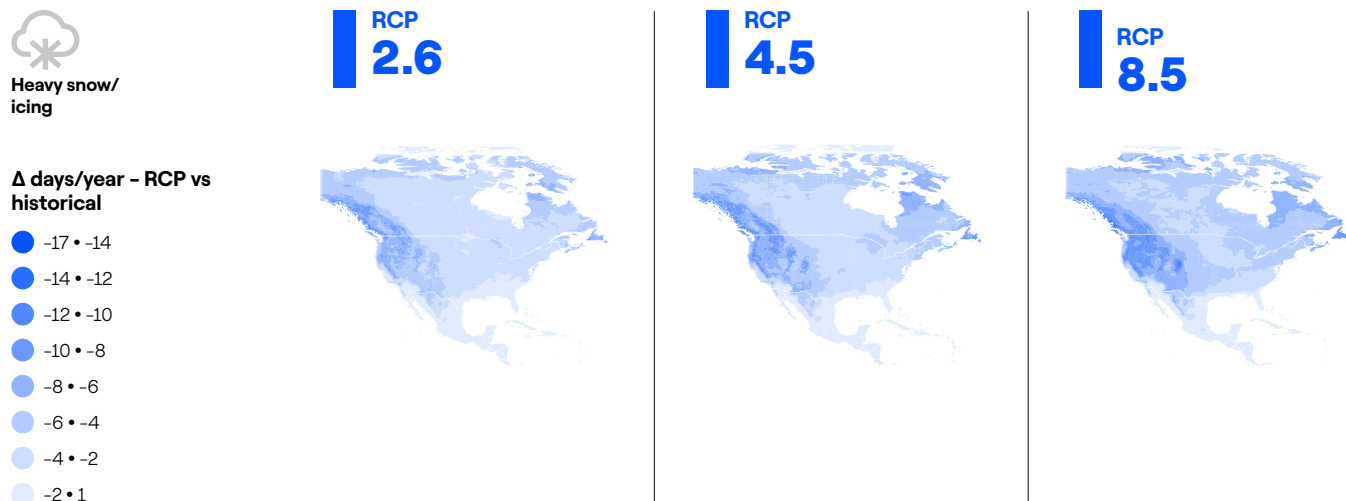 Heavy snow/
icing
Δ days/year – RCP vs
historical
-17 • -14
-14 • -12
-12 • -10
-10 • -8
-8 • -6
-6 • -4
-4 • -2
-2 • 1
RCP
2.6
RCP
4.5
RCP
8.5